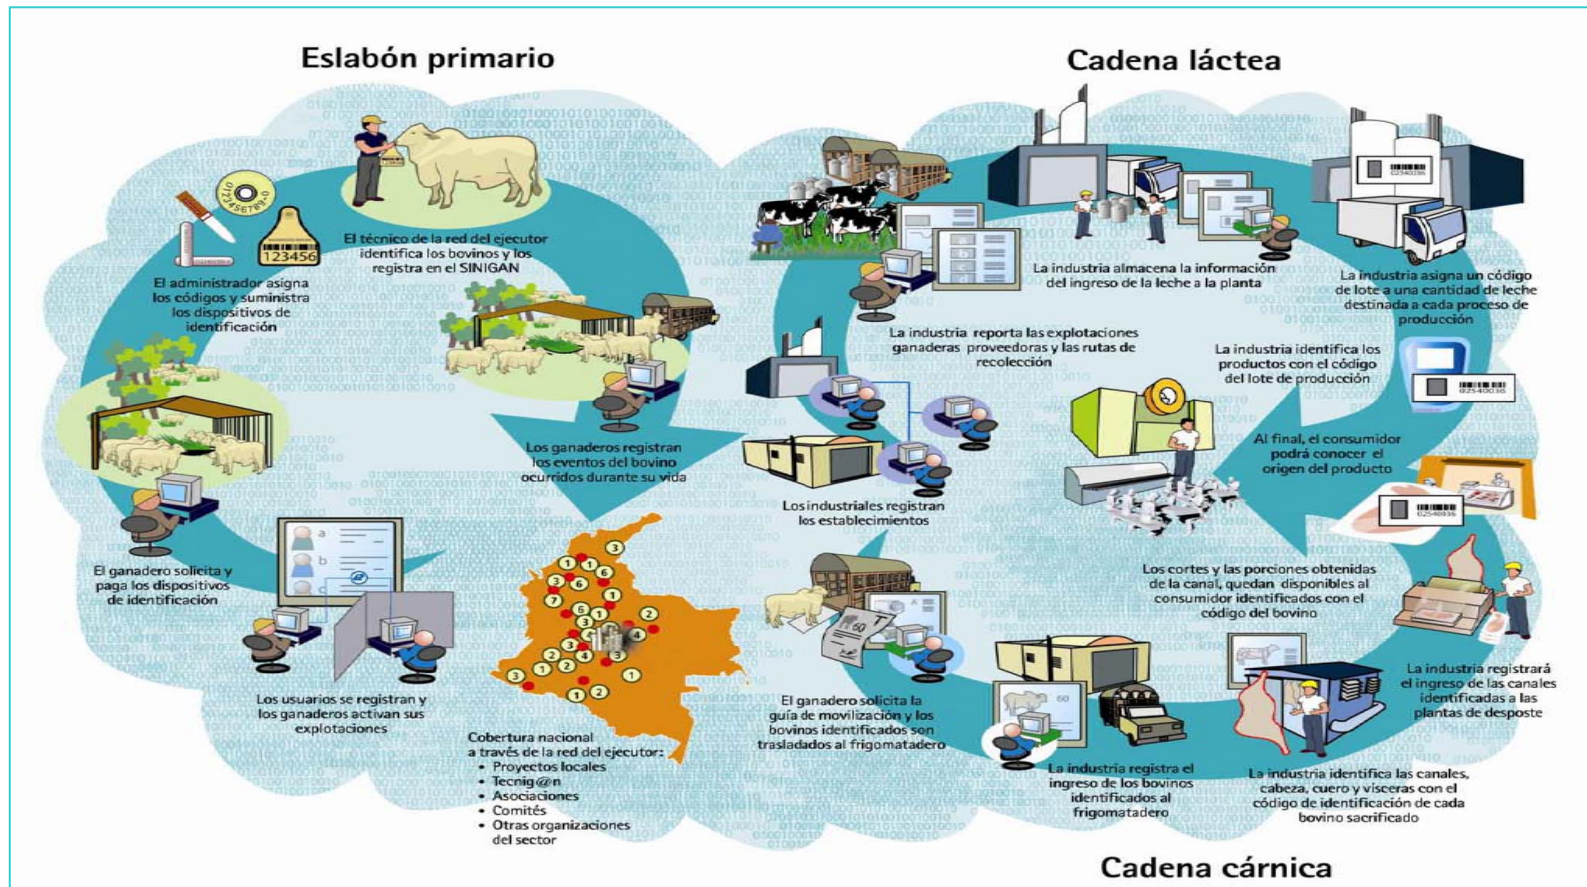 Eslabón primario
El técnico de la red del ejecutor
identifica los bovinos y los
registra en el SINIGAN
0123456789-0
123456
El administrador asigna
los códigos y suministra
los dispositivos de
identificación
El ganadero solicita y
paga los dispositivos
de identificación
a
b
c
Los usuarios se registran y
los ganaderos activan sus
explotaciones
Los ganaderos registran
los eventos del bovino
ocurridos durante su vida
Cobertura nacional
a través de la red del ejecutor:
• Proyectos locales
• Tecnig@n
• Asociaciones
• Comités
• Otras organizaciones
del sector
Cadena láctea
Los industriales registran
los establecimientos
La industria reporta las explotaciones
ganaderas proveedoras y las rutas de
recolección
La industria almacena la información
del ingreso de la leche a la planta
02540036
La industria asigna un código
de lote a una cantidad de leche
destinada a cada proceso de
producción
La industria identifica los
productos con el código
del lote de producción
02540036
Al final, el consumidor
podrá conocer el
origen del producto
02540036
Los cortes y las porciones obtenidas
de la canal, quedan disponibles al
consumidor identificados con el
código del bovino
La industria registrará
el ingreso de las canales
identificadas a las
plantas de desposte
El ganadero solicita la
guía de movilización y los
bovinos identificados son
trasladados al frigomatadero
60
La industria registra el
ingreso de los bovinos
identificados al
frigomatadero
La industria identifica las canales,
cabeza, cuero y vísceras con el
código de identificación de cada
bovino sacrificado
Cadena cárnica